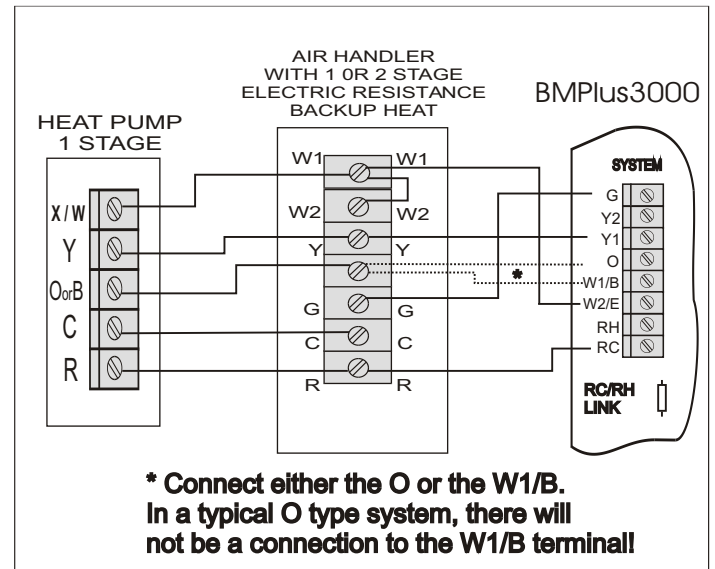 AIR HANDLER
WITH 1 0R 2 STAGE
ELECTRIC RESISTANCE
BACKUP HEAT
BMPlus3000
HEAT PUMP
1 STAGE
X / W
Y
OorB
C
R
W1
W2
Y
G
C
R
W1
W2
Y
G
C
R
*
SYSTEM
G
Y2
Y1
O
W1/B
W2/E
RH
RC
RC/RH
LINK
* Connect either the O or the W1/B.
In a typical O type system, there will
not be a connection to the W1/B terminal!